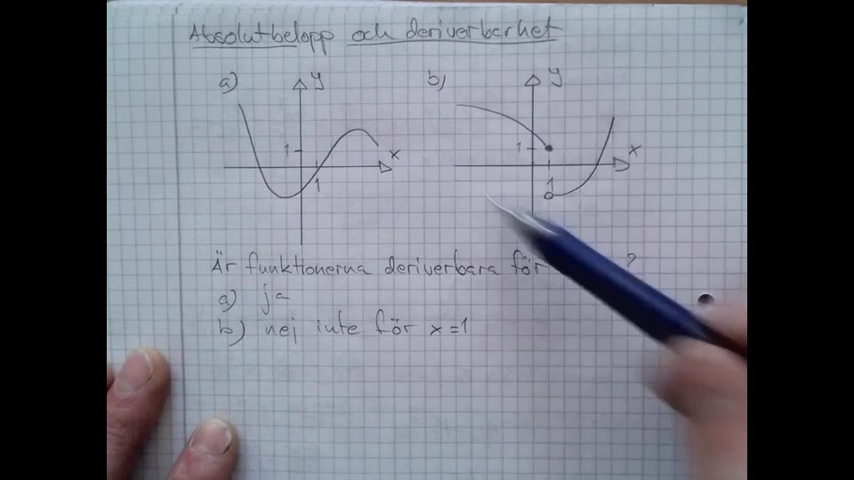 Absolutbelopp och deriverbarhet
a) y
1
x
1
b) y
1
x
1
Är funktionerna deriverbara för ?
a) ja
b) nej inte för x=1